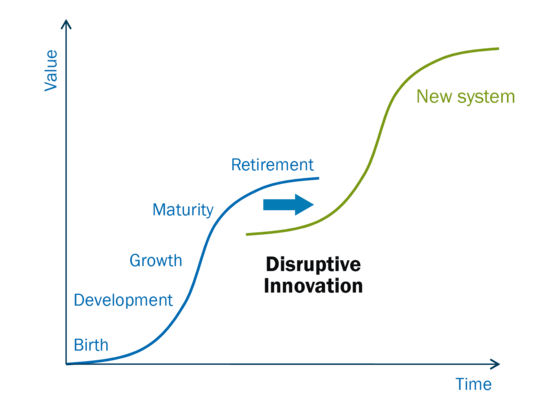 Value
New system
Retirement
Maturity
Growth
Disruptive
Innovation
Development
Birth
Time